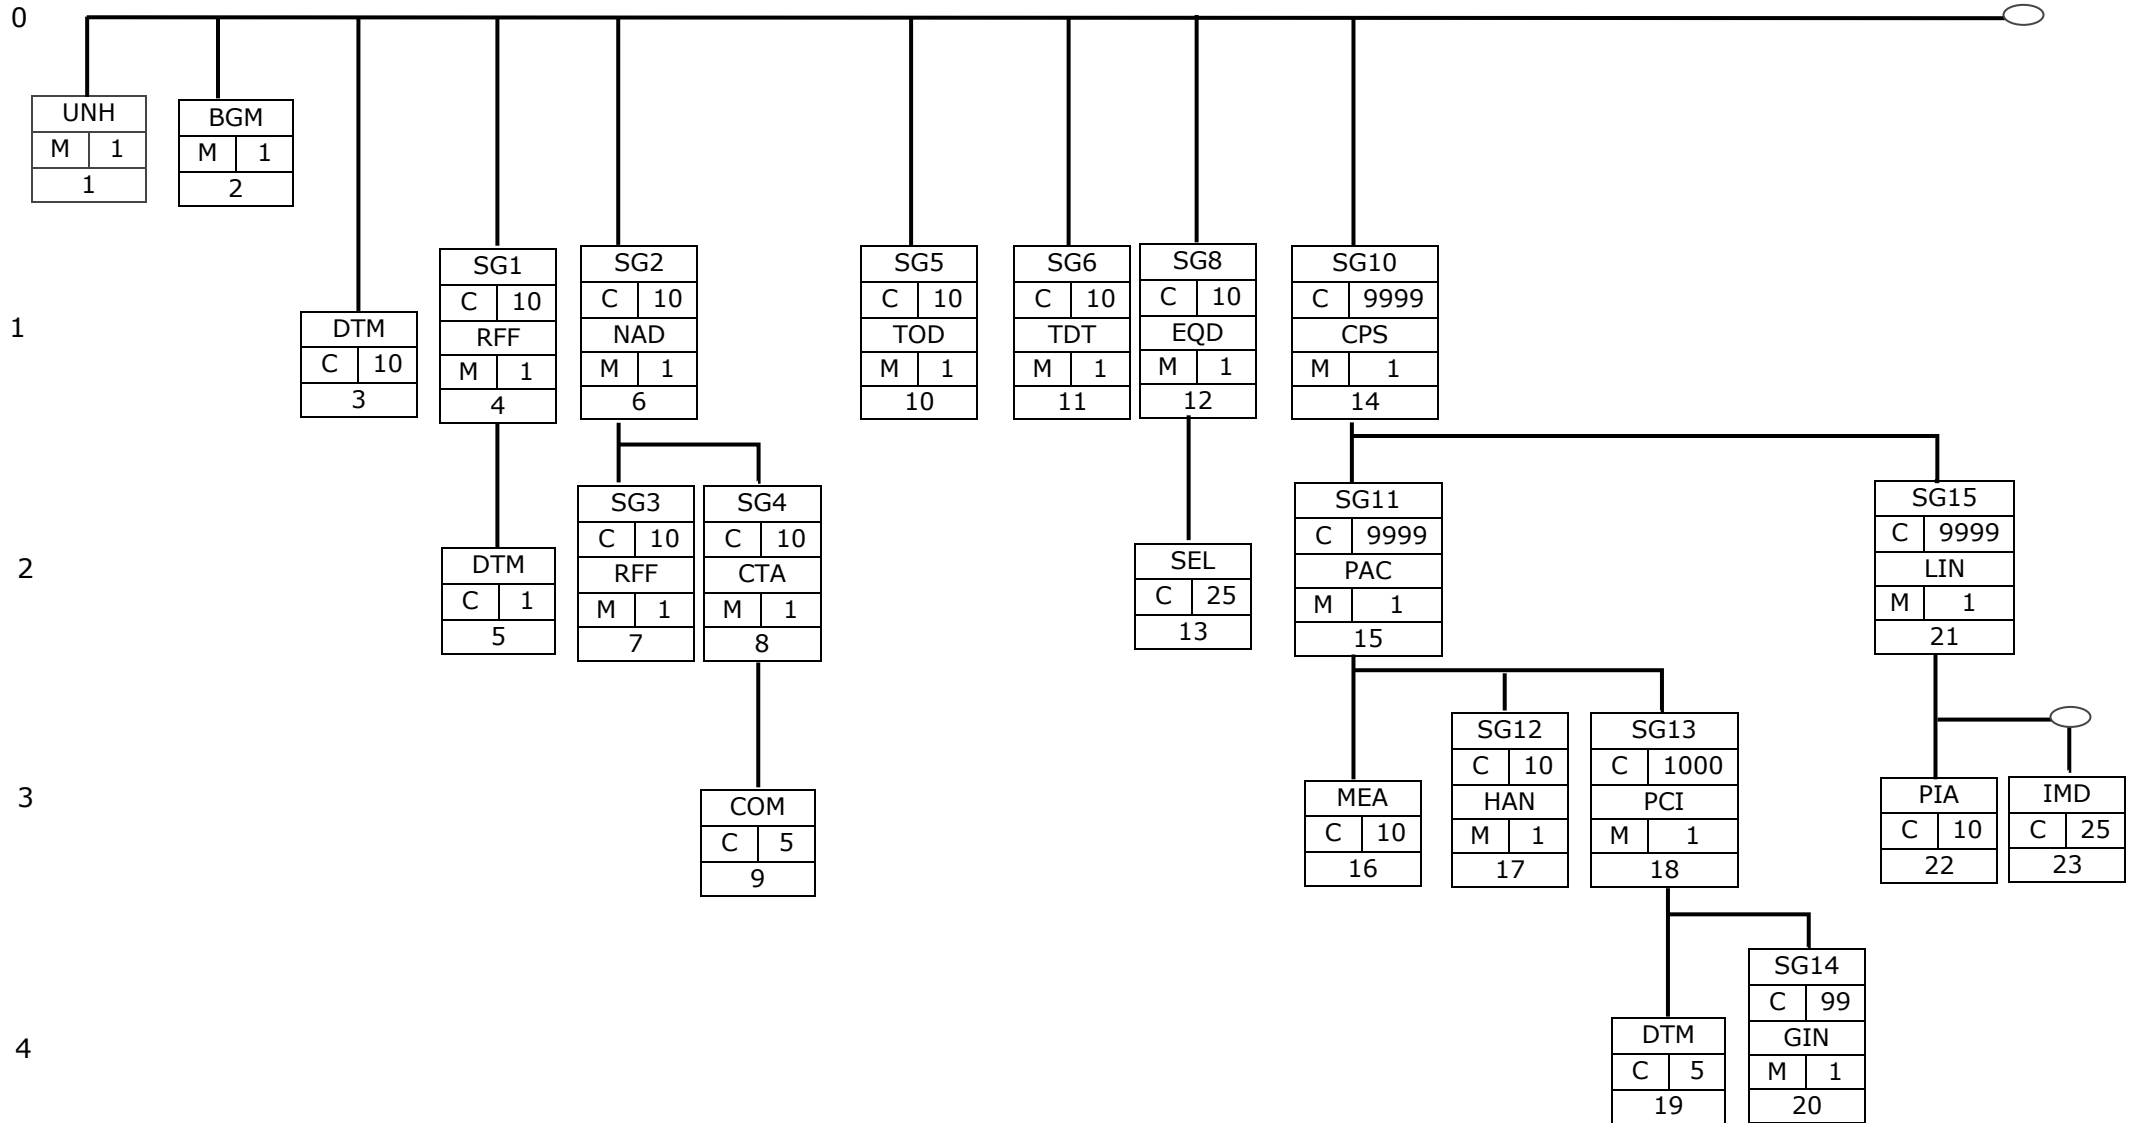 0
UNH
M 1
1
BGM
M 1
2
1
DTM
C 10
3
SG1
C 10
RFF
M 1
4
SG2
C 10
NAD
M 1
6
SG5
C 10
TOD
M 1
10
SG6
C 10
TDT
M 1
11
SG8
C 10
EQD
M 1
12
SG10
C 9999
CPS
M 1
14
2
DTM
C 1
5
SG3
C 10
RFF
M 1
7
SG4
C 10
CTA
M 1
8
SEL
C 25
13
SG11
C 9999
PAC
M 1
15
SG15
C 9999
LIN
M 1
21
3
COM
C 5
9
MEA
C 10
16
SG12
C 10
HAN
M 1
17
SG13
C 1000
PCI
M 1
18
PIA
C 10
22
IMD
C 25
23
4
DTM
C 5
19
SG14
C 99
GIN
M 1
20